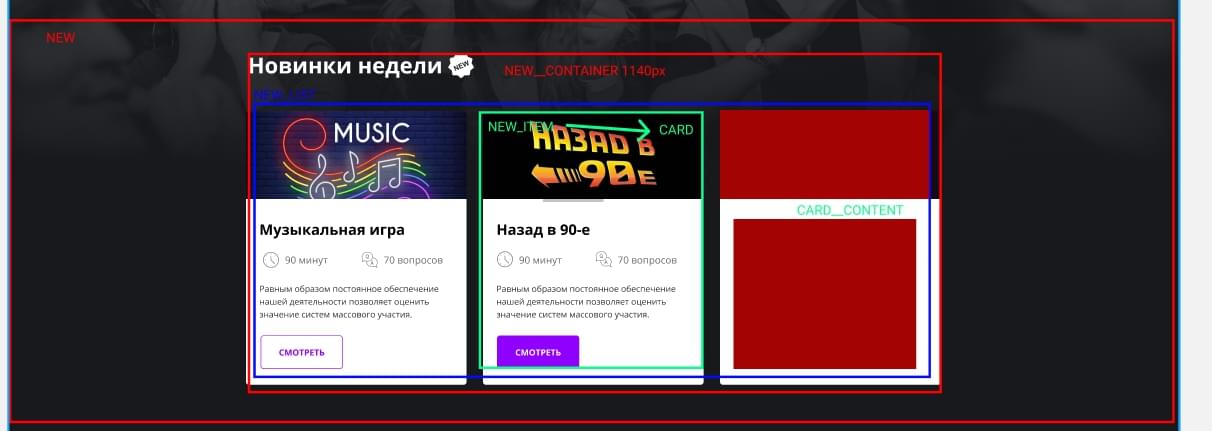 NEW
Новинки недели
NEW
NEW__CONTAINER 1140px
NEW_LIST
MUSIC
NEW_ITEM
CARD
НАЗАД В
90Е
CARD__CONTENT
Музыкальная игра
90 минут
70 вопросов
Равным образом постоянное обеспечение
нашей деятельности позволяет оценить
значение систем массового участия.
СМОТРЕТЬ
Назад в 90-е
90 минут
70 вопросов
Равным образом постоянное обеспечение
нашей деятельности позволяет оценить
значение систем массового участия.
СМОТРЕТЬ